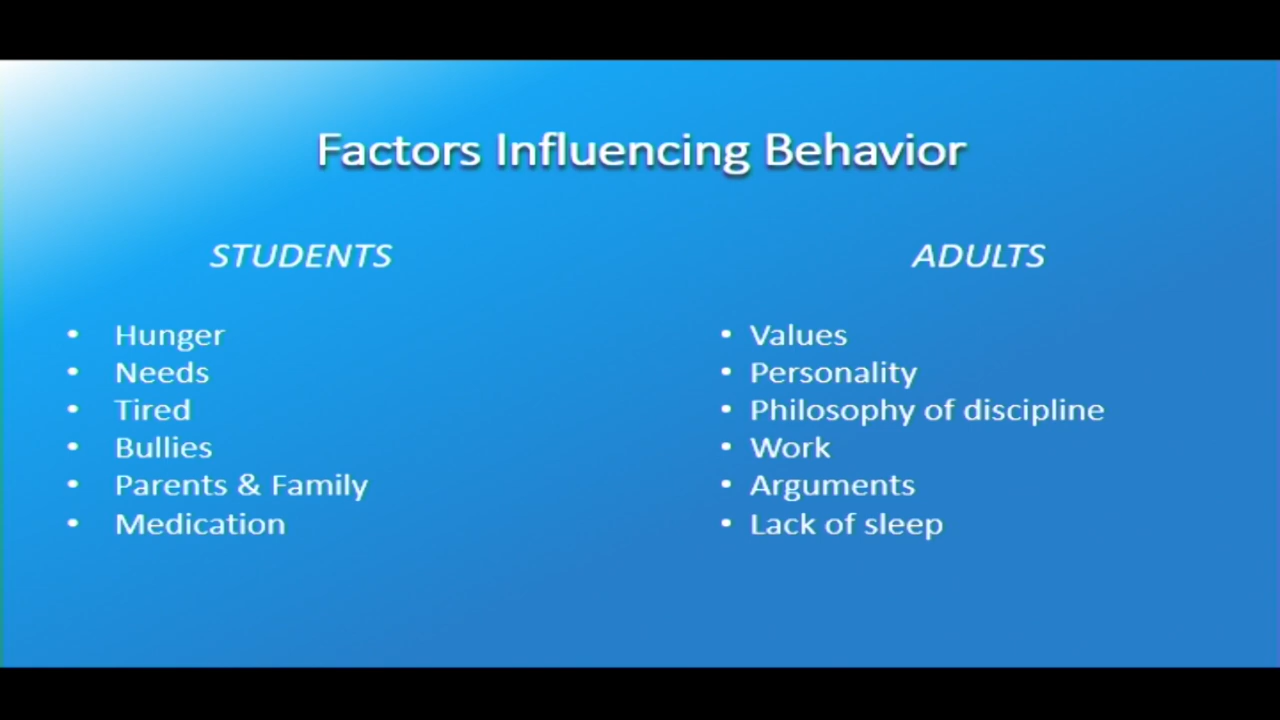 Factors Influencing Behavior
STUDENTS
• Hunger
• Needs
• Tired
• Bullies
• Parents & Family
• Medication
ADULTS
• Values
• Personality
• Philosophy of discipline
• Work
• Arguments
• Lack of sleep